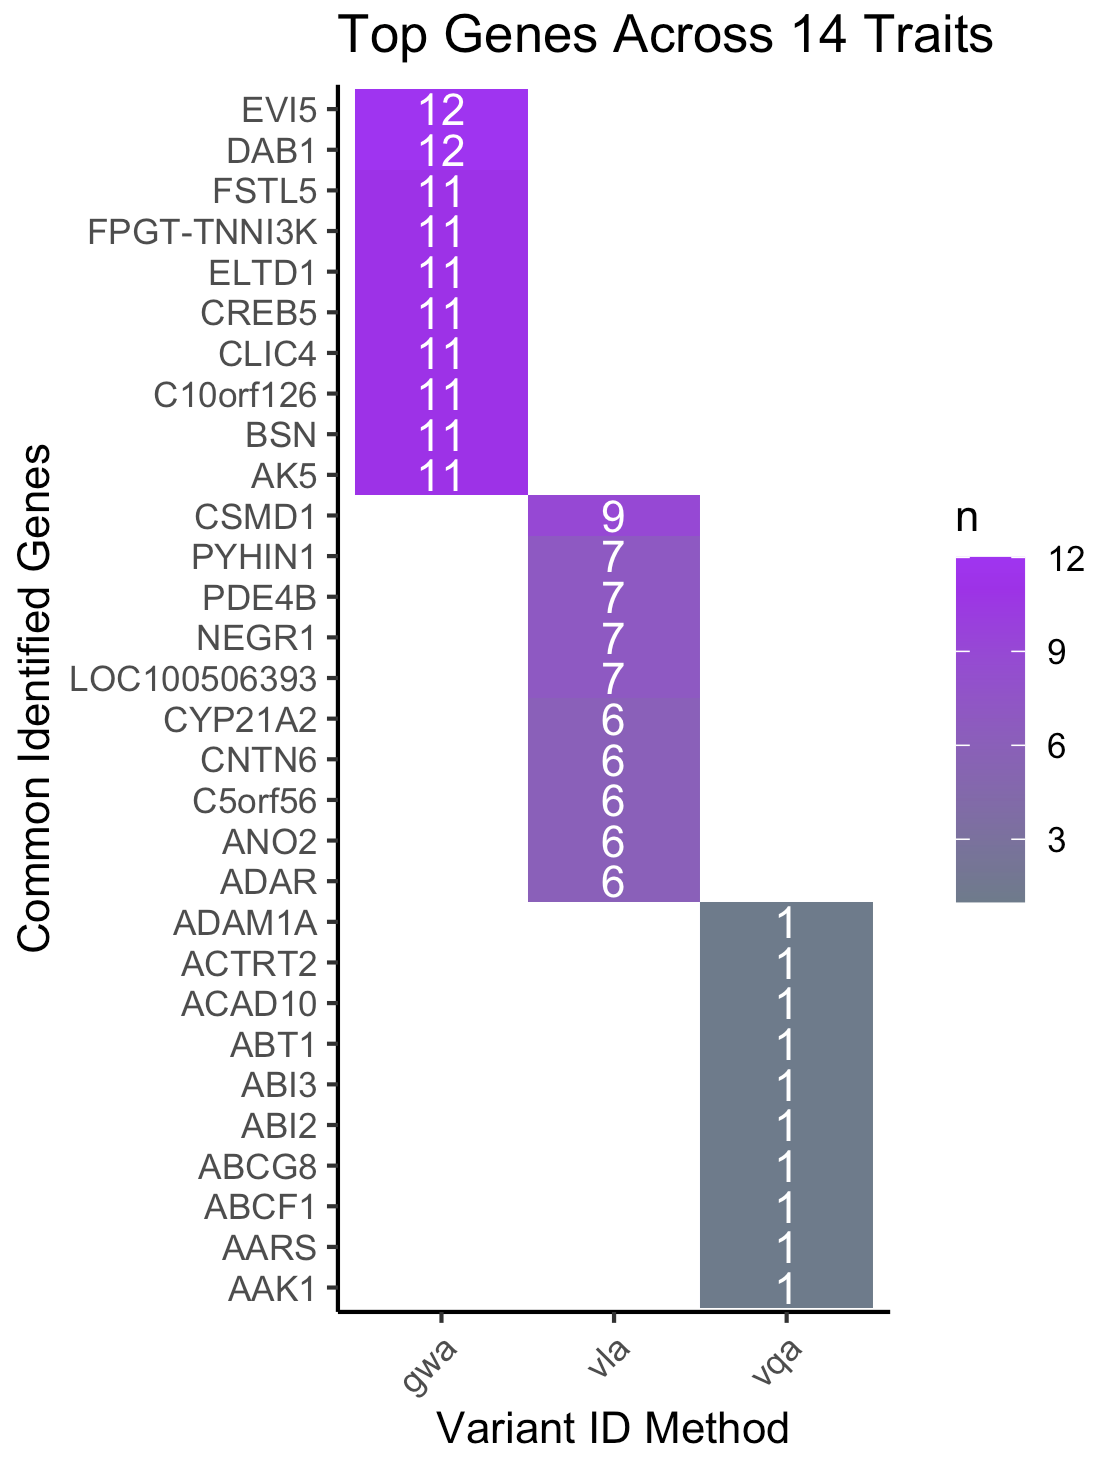 Top Genes Across 14 Traits
Common Identified Genes
EVI5 12
DAB1 12
FSTL5 11
FPGT-TNNI3K 11
ELTD1 11
CREB5 11
CLIC4 11
C10orf126 11
BSN 11
AK5 11
CSMD1 9
PYHIN1 7
PDE4B 7
NEGR1 7
LOC100506393 7
CYP21A2 6
CNTN6 6
C5orf56 6
ANO2 6
ADAR 6
ADAM1A 1
ACTRT2 1
ACAD10 1
ABT1 1
ABI3 1
ABI2 1
ABCG8 1
ABCF1 1
AARS 1
AAK1 1
gwa vla vqa
Variant ID Method
n
12
9
6
3